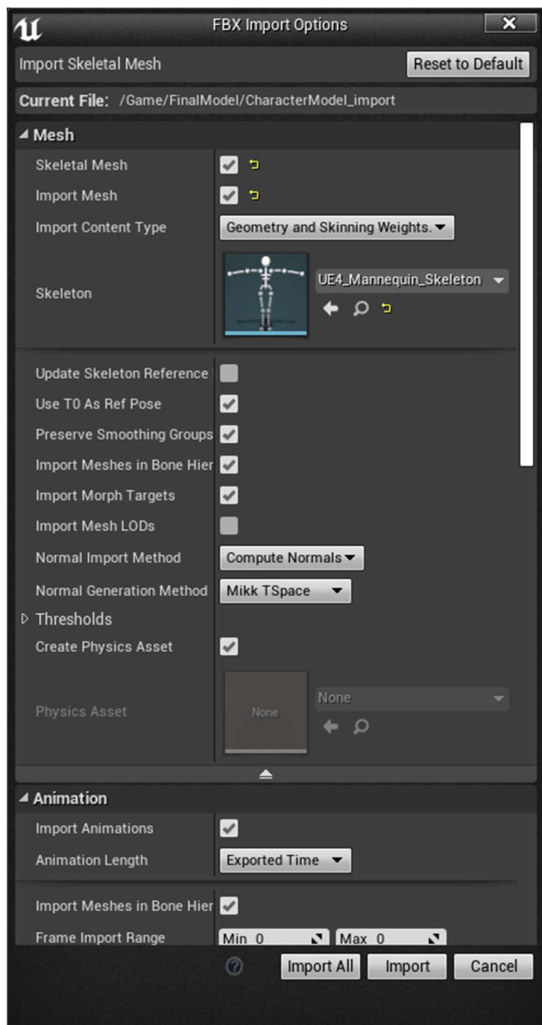 FBX Import Options
Import Skeletal Mesh
Reset to Default
Current File: /Game/FinalModel/CharacterModel_import
Mesh
Skeletal Mesh
Import Mesh
Import Content Type Geometry and Skinning Weights.
Skeleton UE4_Mannequin_Skeleton
Update Skeleton Reference
Use T0 As Ref Pose
Preserve Smoothing Groups
Import Meshes in Bone Hier
Import Morph Targets
Import Mesh LODs
Normal Import Method Compute Normals
Normal Generation Method Mikk TSpace
Thresholds
Create Physics Asset
Physics Asset None None
Animation
Import Animations
Animation Length Exported Time
Import Meshes in Bone Hier
Frame Import Range Min 0 Max 0
Import All Import Cancel